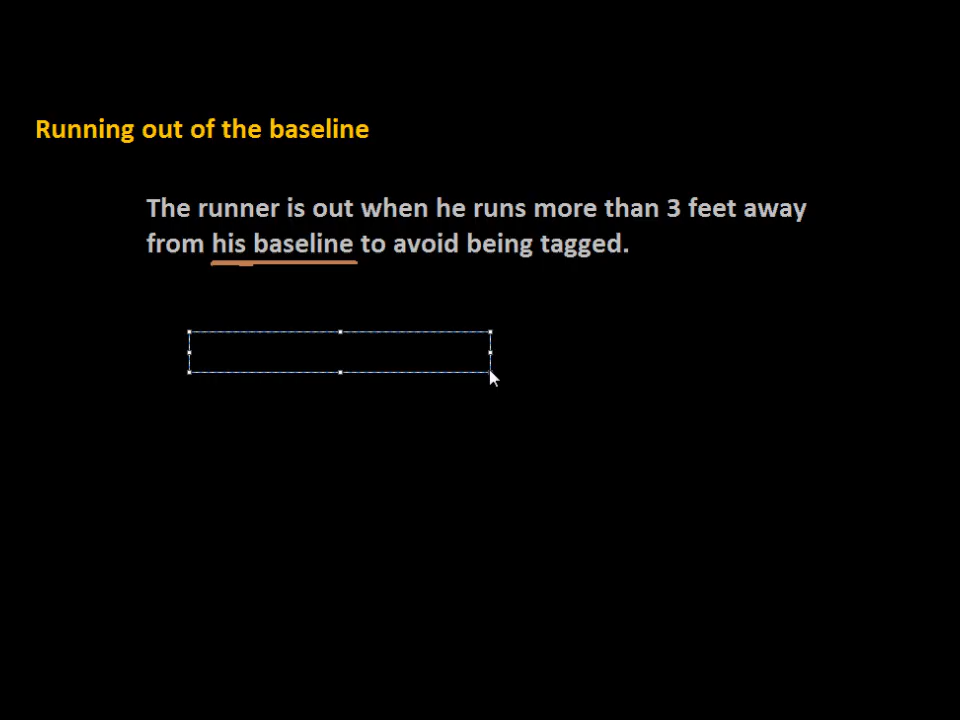 Running out of the baseline
The runner is out when he runs more than 3 feet away
from his baseline to avoid being tagged.